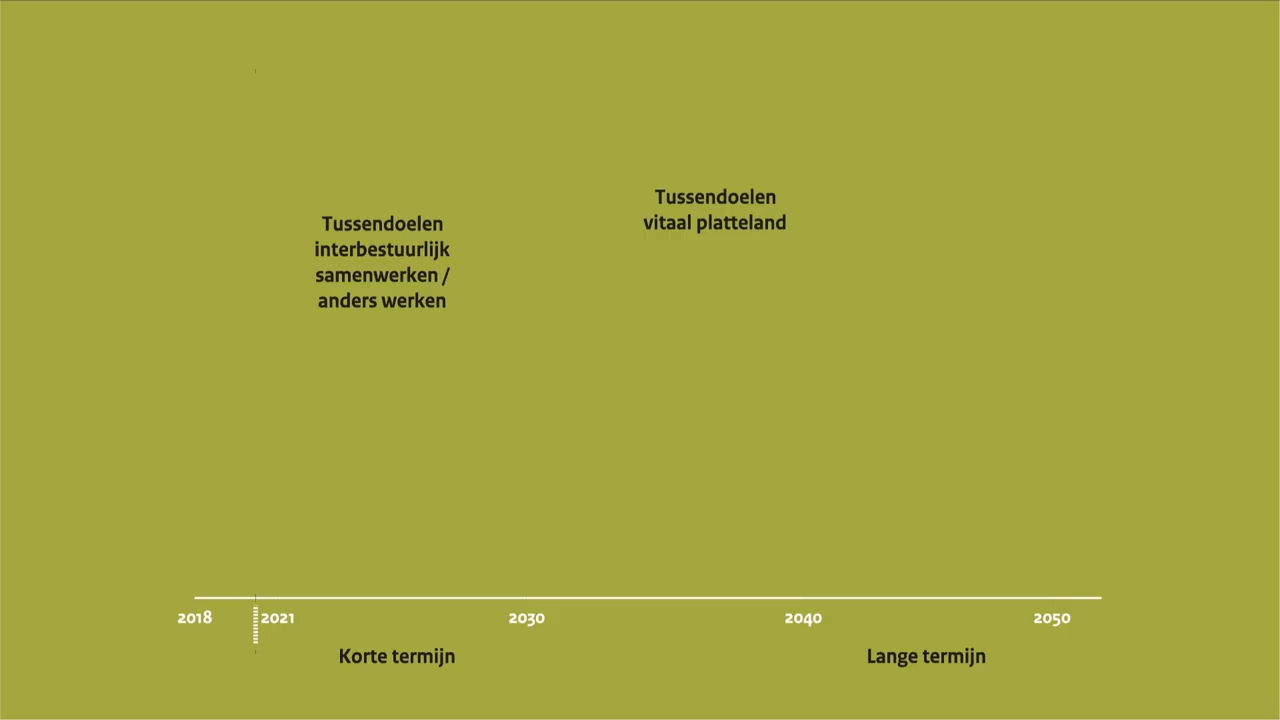 Tussendoelen
interbestuurlijk
samenwerken /
anders werken
Tussendoelen
vitaal platteland
2018
2021
2030
2040
2050
Korte termijn
Lange termijn